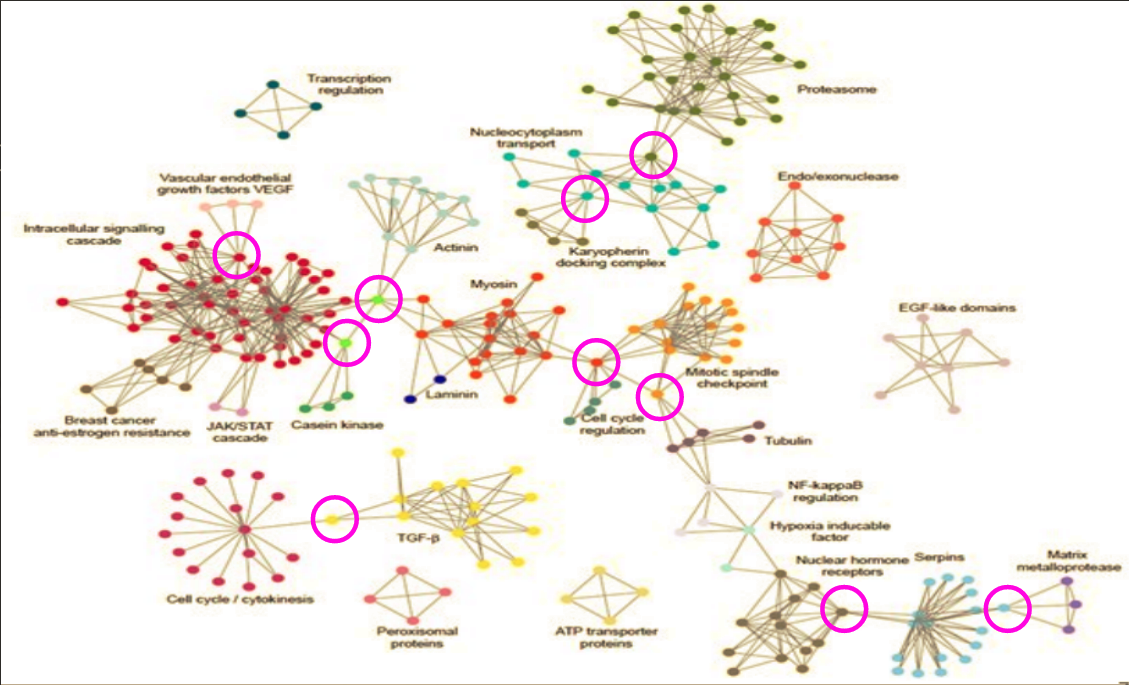 Transcription
regulation
Proteasome
Nucleocytoplasm
transport
Vascular endothelial
growth factors VEGF
Endo/exonuclease
Intracellular signalling
cascade
Actinin
Karyopherin
docking complex
Myosin
EGF-like domains
Mitotic spindle
checkpoint
Laminin
Breast cancer
anti-estrogen resistance
JAK/STAT
cascade
Casein kinase
Cell cycle
regulation
Tubulin
NF-kappaB
regulation
TGF-β
Hypoxia inducable
factor
Cell cycle / cytokinesis
Nuclear hormone
receptors
Serpins
Matrix
metalloprotease
Peroxisomal
proteins
ATP transporter
proteins